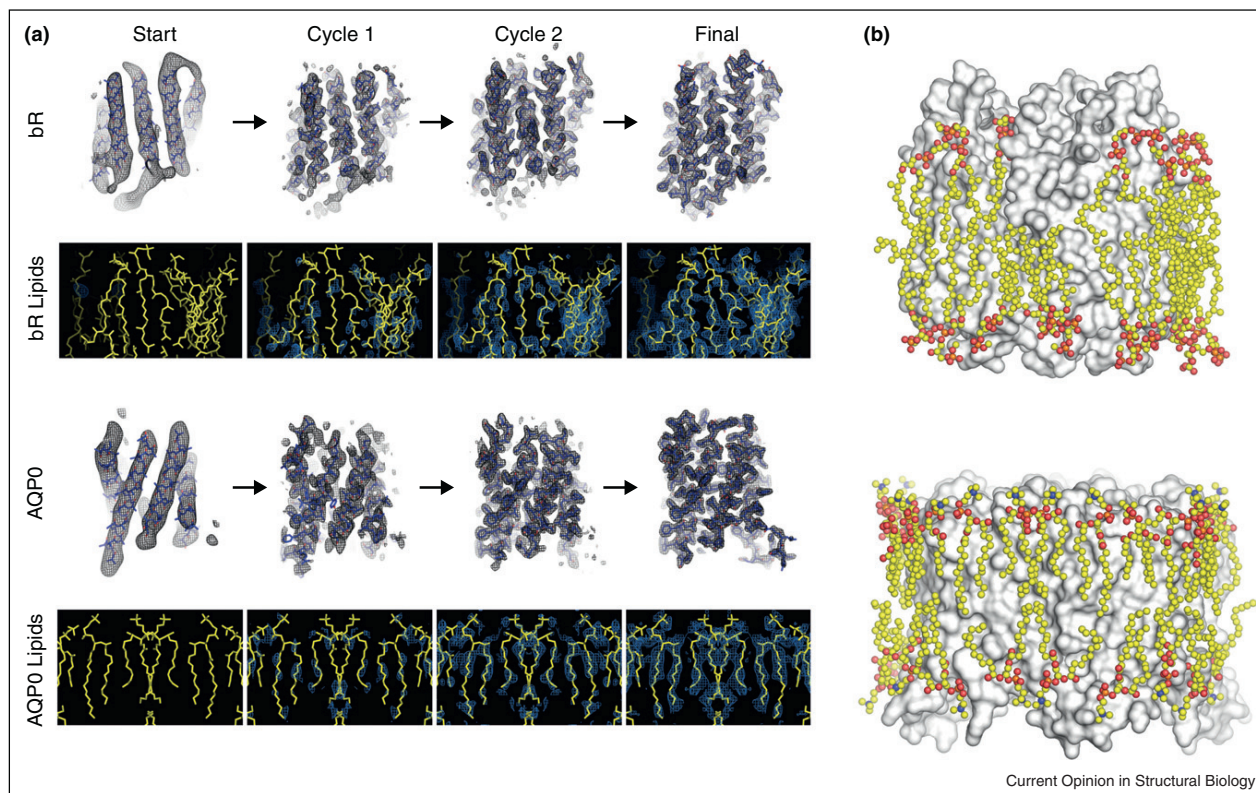 (a) Start Cycle 1 Cycle 2 Final
bR
bR Lipids
AQP0
AQP0 Lipids
(b)
Current Opinion in Structural Biology